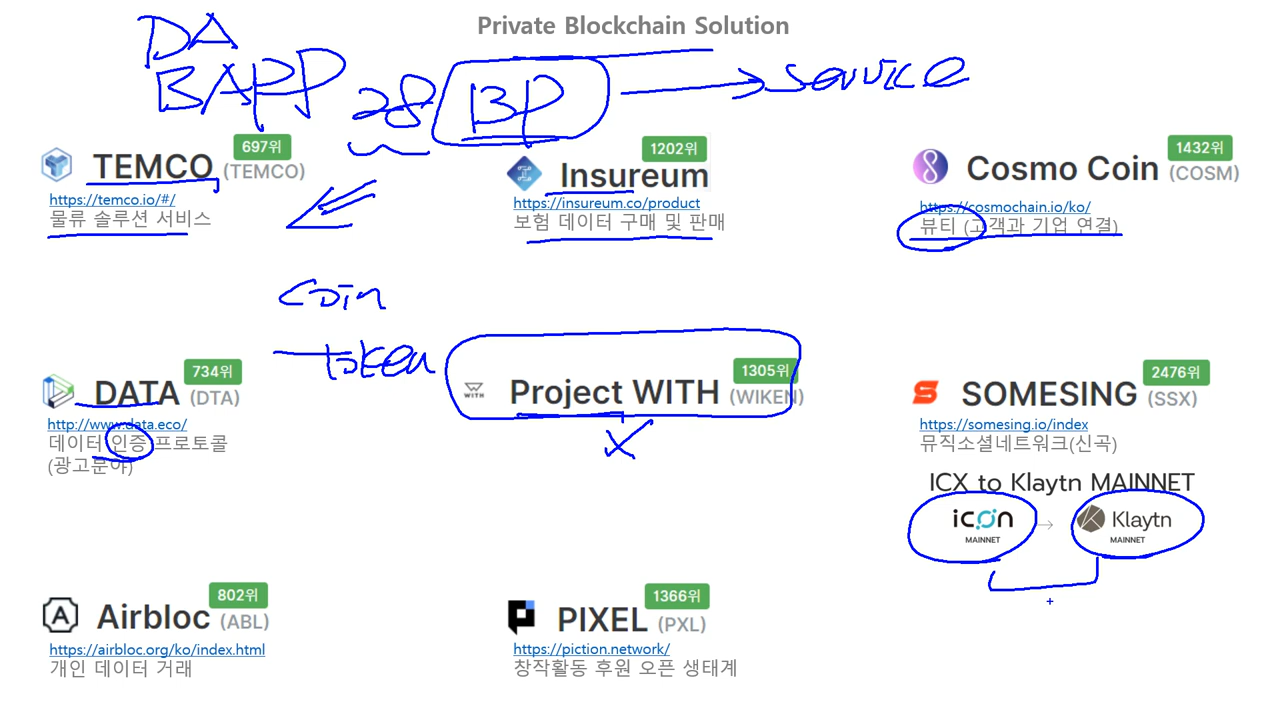 Private Blockchain Solution
DA
BAPP
28
BP
service
697위
TEMCO (TEMCO)
https://temco.io/#/
물류 솔루션 서비스
1202위
Insureum
https://insureum.co/product
보험 데이터 구매 및 판매
1432위
Cosmo Coin (COSM)
https://cosmochain.io/ko/
뷰티 (고객과 기업 연결)
coin
token
734위
DATA (DTA)
http://www.data.eco/
데이터 인증 프로토콜
(광고분야)
1305위
WITH
Project WITH (WIKEN)
X
2476위
SOMESING (SSX)
https://somesing.io/index
뮤직소셜네트워크(신곡)
ICX to Klaytn MAINNET
icon → Klaytn
MAINNET MAINNET
802위
Airbloc (ABL)
https://airbloc.org/ko/index.html
개인 데이터 거래
1366위
PIXEL (PXL)
https://piction.network/
창작활동 후원 오픈 생태계